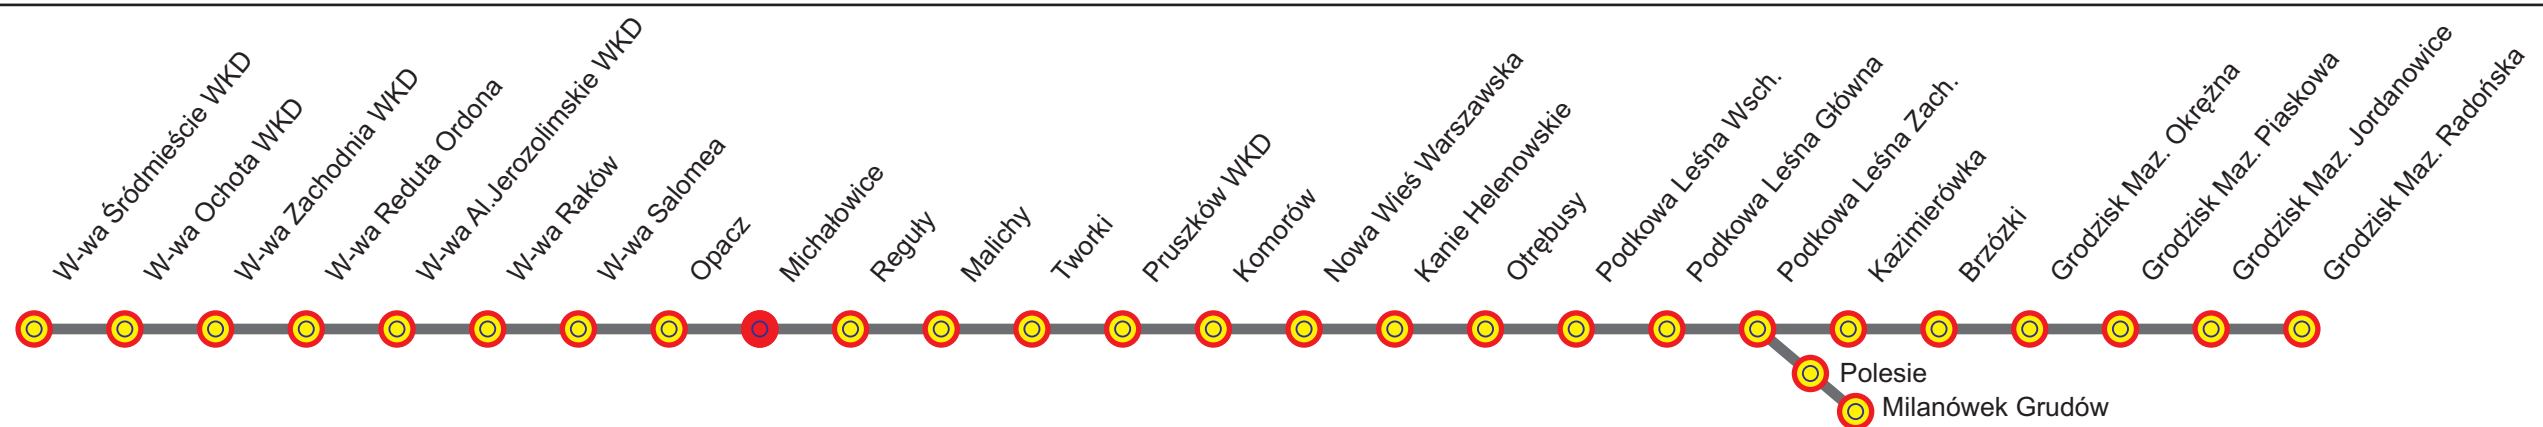 W-wa Śródmieście WKD
W-wa Ochota WKD
W-wa Zachodnia WKD
W-wa Reduta Ordona
W-wa Al.Jerozolimskie WKD
W-wa Raków
W-wa Salomea
Opacz
Michałowice
Reguły
Malichy
Tworki
Pruszków WKD
Komorów
Nowa Wieś Warszawska
Kanie Helenowskie
Otrębusy
Podkowa Leśna Wsch.
Podkowa Leśna Główna
Podkowa Leśna Zach.
Kazimierówka
Brzózki
Grodzisk Maz. Okrężna
Grodzisk Maz. Piaskowa
Grodzisk Maz. Jordanowice
Grodzisk Maz. Radońska
Polesie
Milanówek Grudów